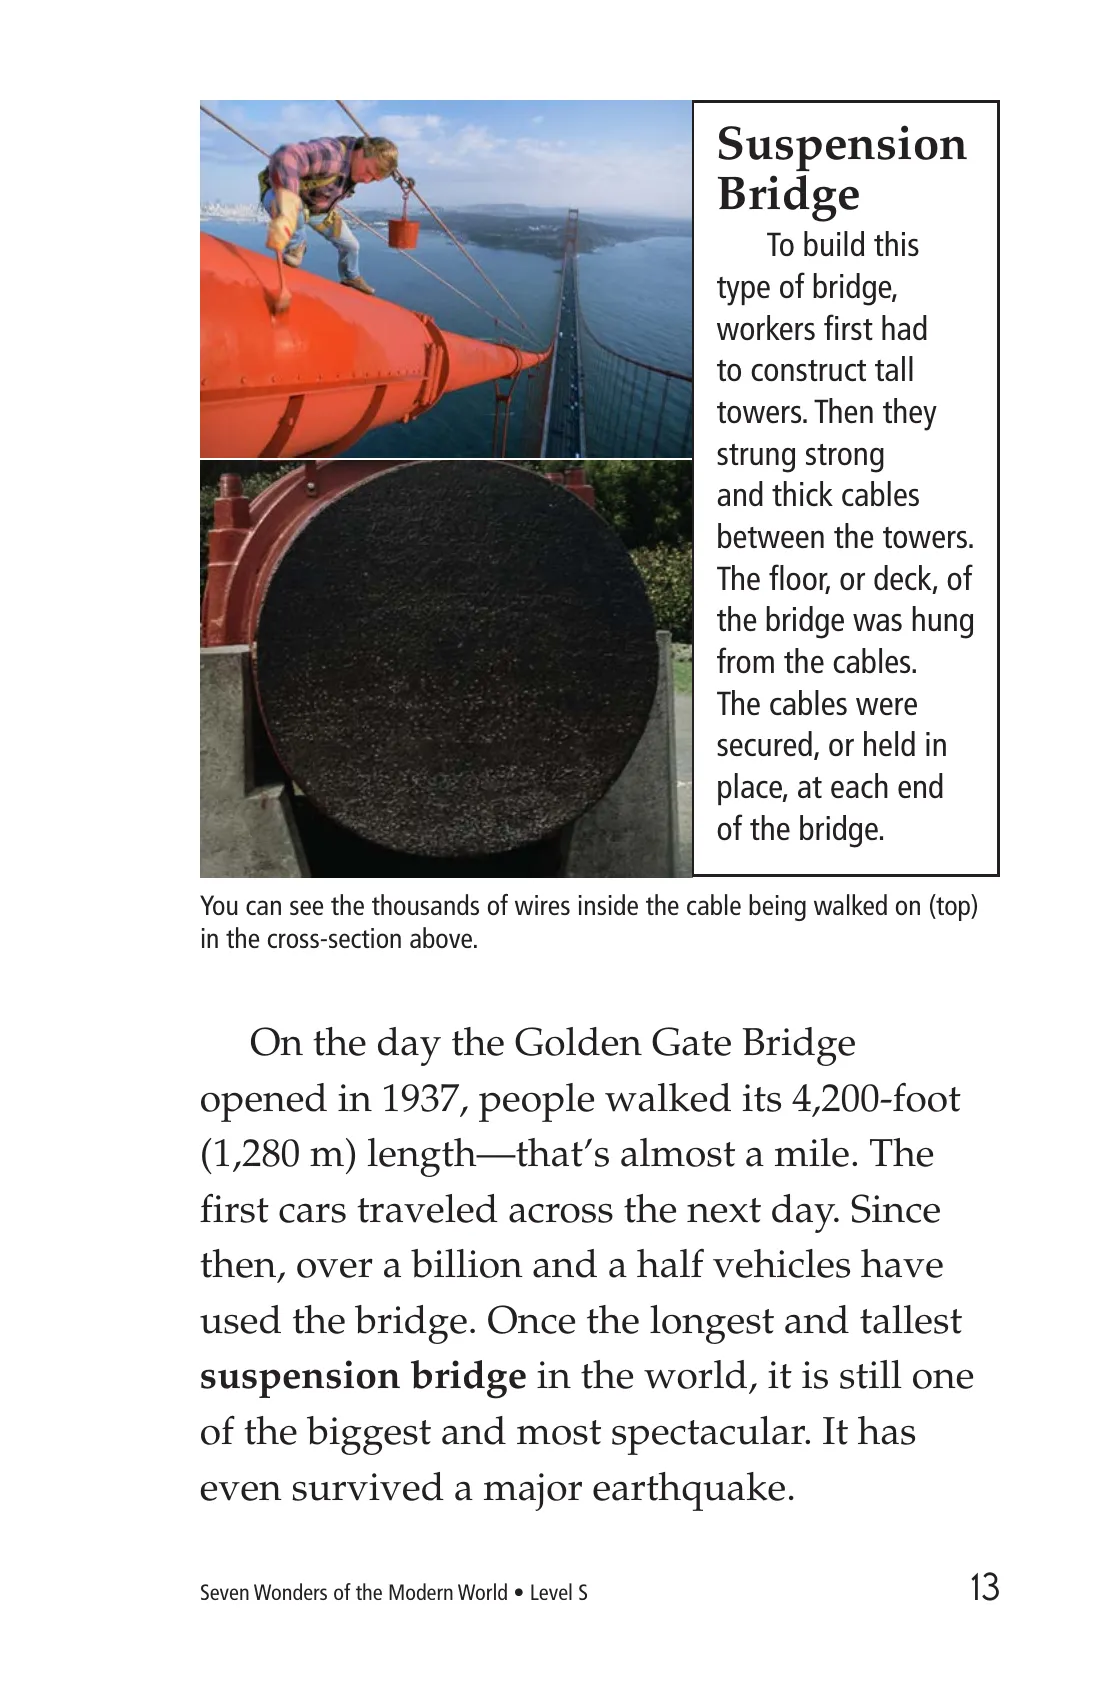 Suspension
Bridge
To build this
type of bridge,
workers first had
to construct tall
towers. Then they
strung strong
and thick cables
between the towers.
The floor, or deck, of
the bridge was hung
from the cables.
The cables were
secured, or held in
place, at each end
of the bridge.
You can see the thousands of wires inside the cable being walked on (top)
in the cross-section above.
On the day the Golden Gate Bridge
opened in 1937, people walked its 4,200-foot
(1,280 m) length—that’s almost a mile. The
first cars traveled across the next day. Since
then, over a billion and a half vehicles have
used the bridge. Once the longest and tallest
suspension bridge in the world, it is still one
of the biggest and most spectacular. It has
even survived a major earthquake.
Seven Wonders of the Modern World • Level S
13